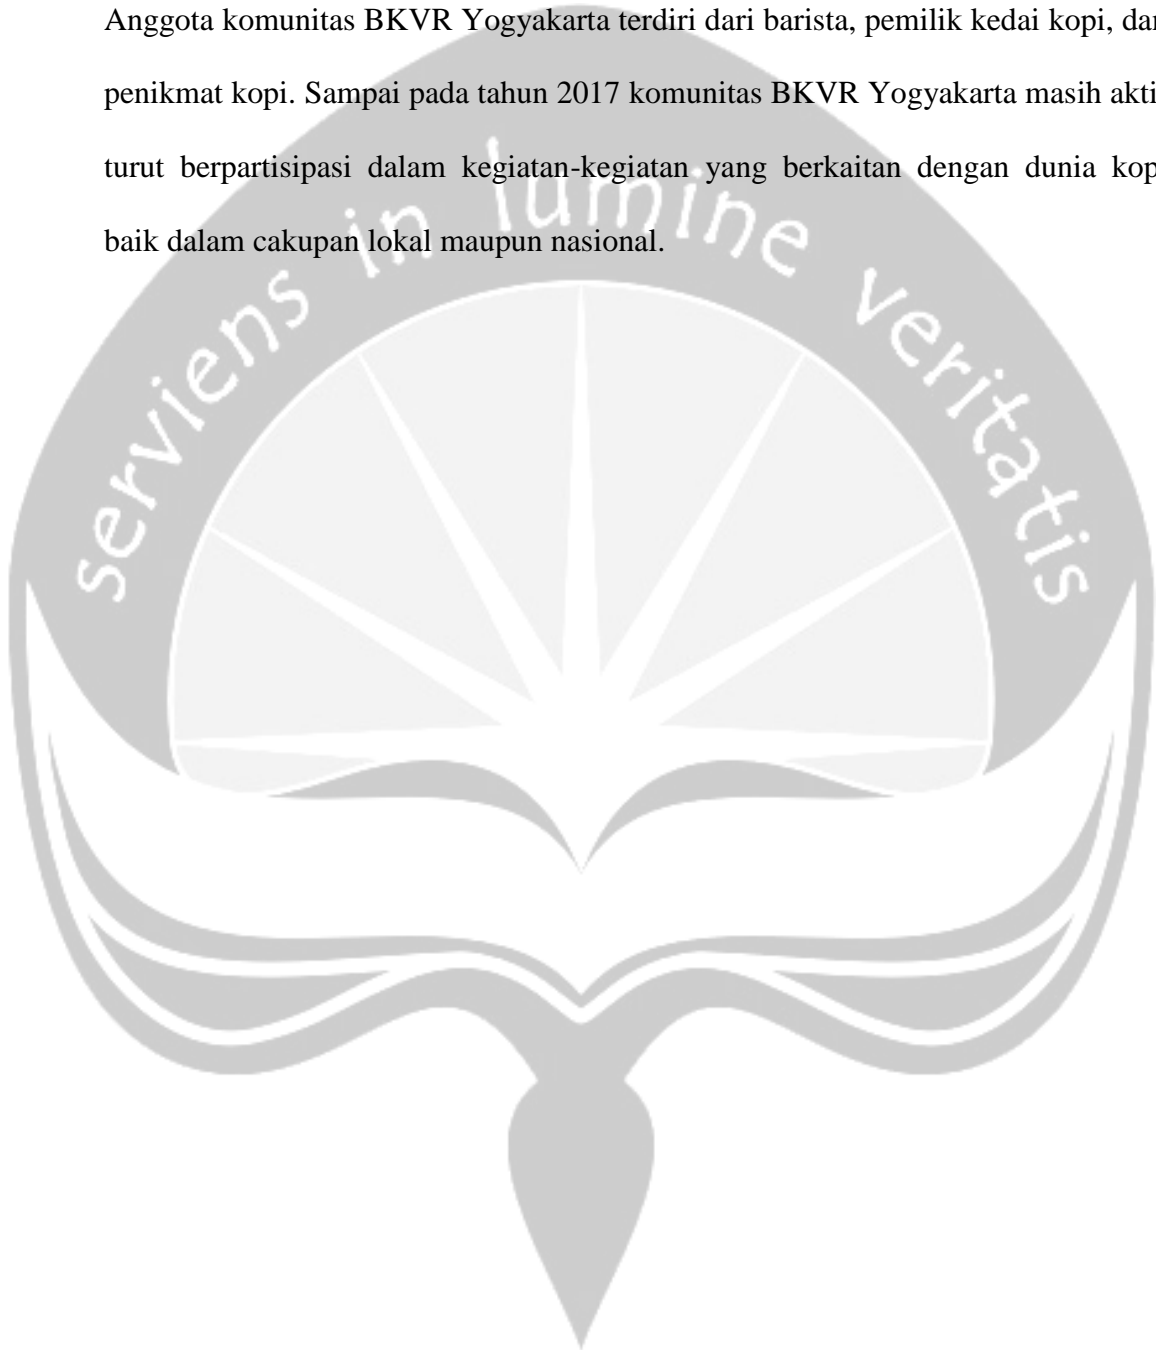 Anggota komunitas BKVR Yogyakarta terdiri dari barista, pemilik kedai kopi, dan
penikmat kopi. Sampai pada tahun 2017 komunitas BKVR Yogyakarta masih akti
turut berpartisipasi dalam kegiatan-kegiatan yang berkaitan dengan dunia kop
baik dalam cakupan lokal maupun nasional.
serviens in lumine veritatis